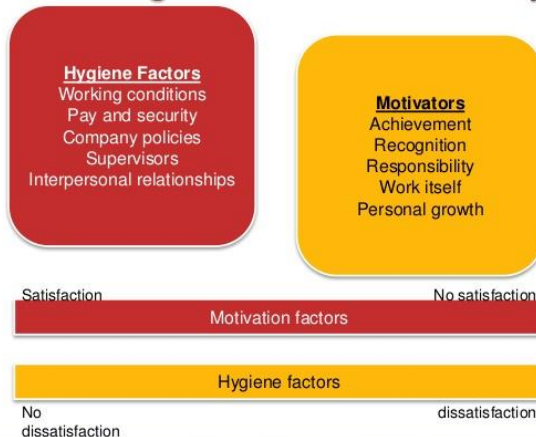 Hygiene Factors
Working conditions
Pay and security
Company policies
Supervisors
Interpersonal relationships
Motivators
Achievement
Recognition
Responsibility
Work itself
Personal growth
Satisfaction
No satisfaction
Motivation factors
Hygiene factors
No
dissatisfaction
dissatisfaction